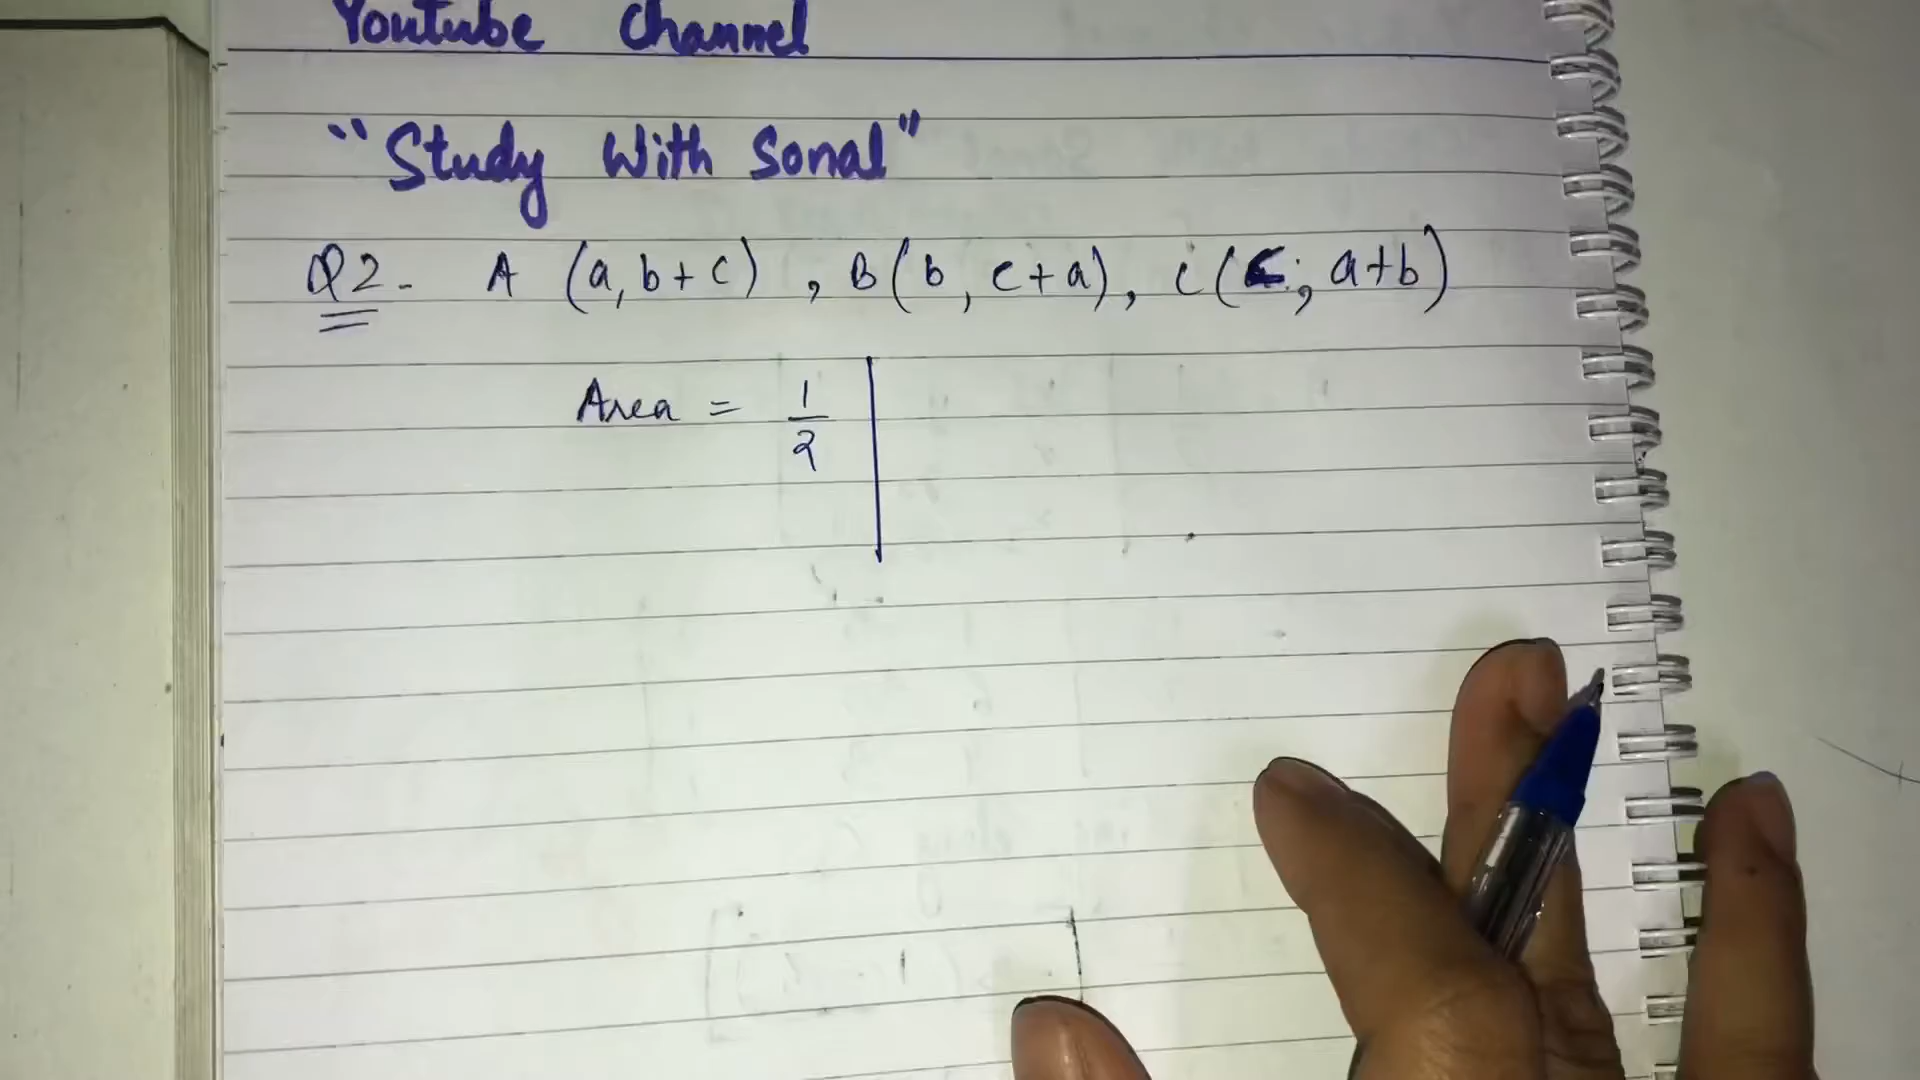 Youtube Channel
"Study With Sonal"
Q2- A (a, b+c), B(b, c+a), C(c, a+b)
Area = 1/2 |